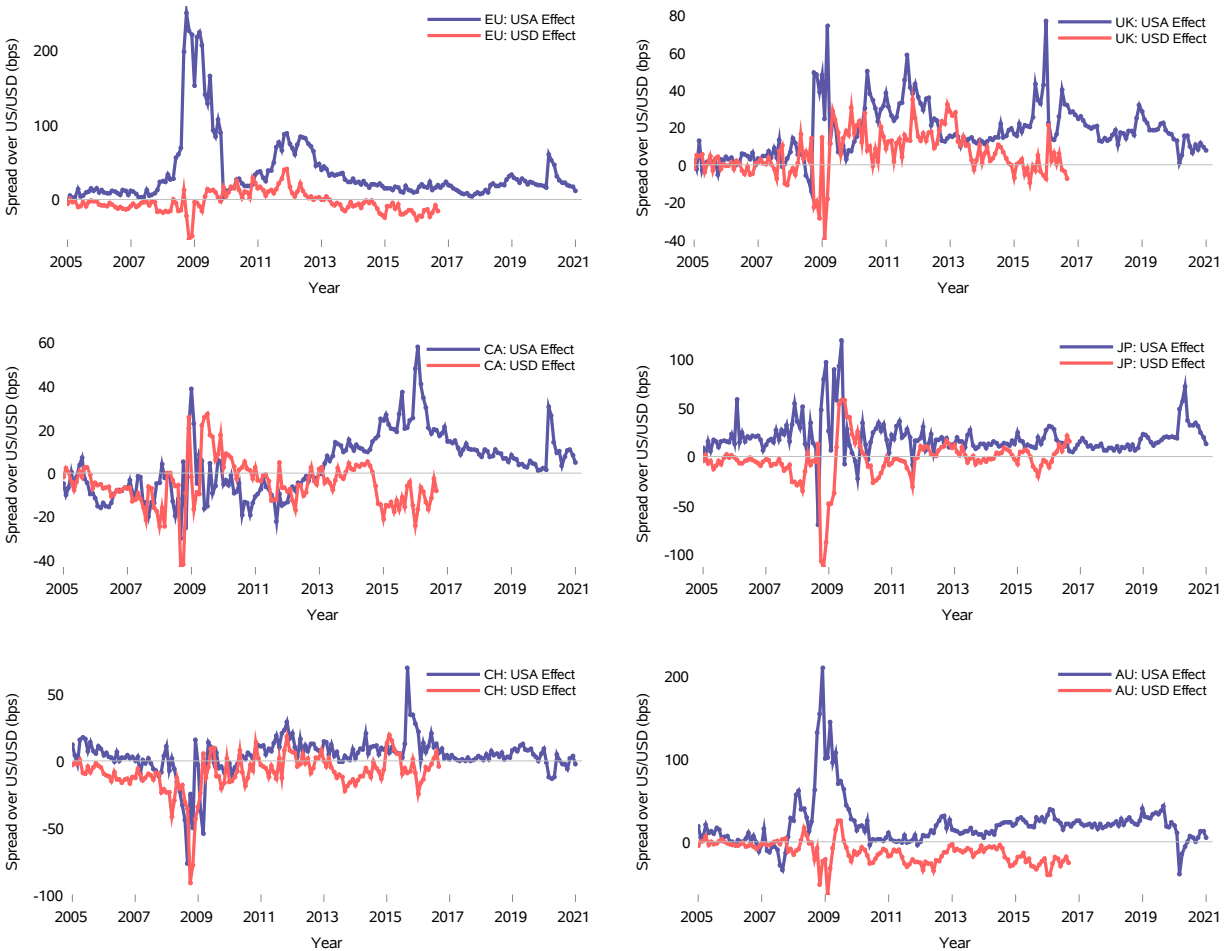 EU: USA Effect
EU: USD Effect
Spread over US/USD (bps)
200
100
0
2005 2007 2009 2011 2013 2015 2017 2019 2021
Year
UK: USA Effect
UK: USD Effect
Spread over US/USD (bps)
80
60
40
20
0
-20
-40
2005 2007 2009 2011 2013 2015 2017 2019 2021
Year
CA: USA Effect
CA: USD Effect
Spread over US/USD (bps)
60
40
20
0
-20
-40
2005 2007 2009 2011 2013 2015 2017 2019 2021
Year
JP: USA Effect
JP: USD Effect
Spread over US/USD (bps)
100
50
0
-50
-100
2005 2007 2009 2011 2013 2015 2017 2019 2021
Year
CH: USA Effect
CH: USD Effect
Spread over US/USD (bps)
50
0
-50
-100
2005 2007 2009 2011 2013 2015 2017 2019 2021
Year
AU: USA Effect
AU: USD Effect
Spread over US/USD (bps)
200
100
0
2005 2007 2009 2011 2013 2015 2017 2019 2021
Year